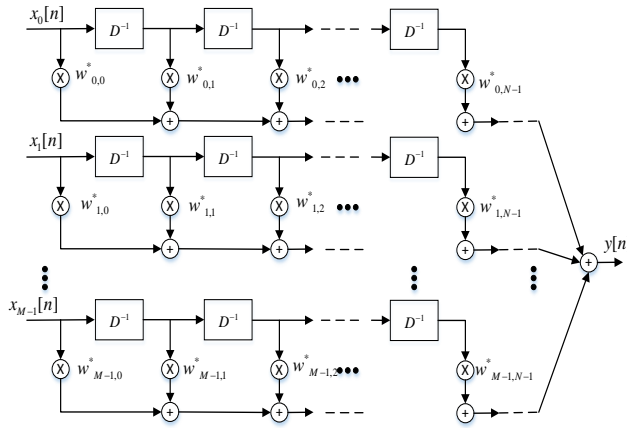 x₀[n] D⁻¹ D⁻¹ D⁻¹
w*₀,₀ w*₀,₁ w*₀,₂ w*₀,N₋₁
x₁[n] D⁻¹ D⁻¹ D⁻¹
w*₁,₀ w*₁,₁ w*₁,₂ w*₁,N₋₁
y[n
x_{M−1}[n] D⁻¹ D⁻¹ D⁻¹
w*_{M−1,0} w*_{M−1,1} w*_{M−1,2} w*_{M−1,N−1}